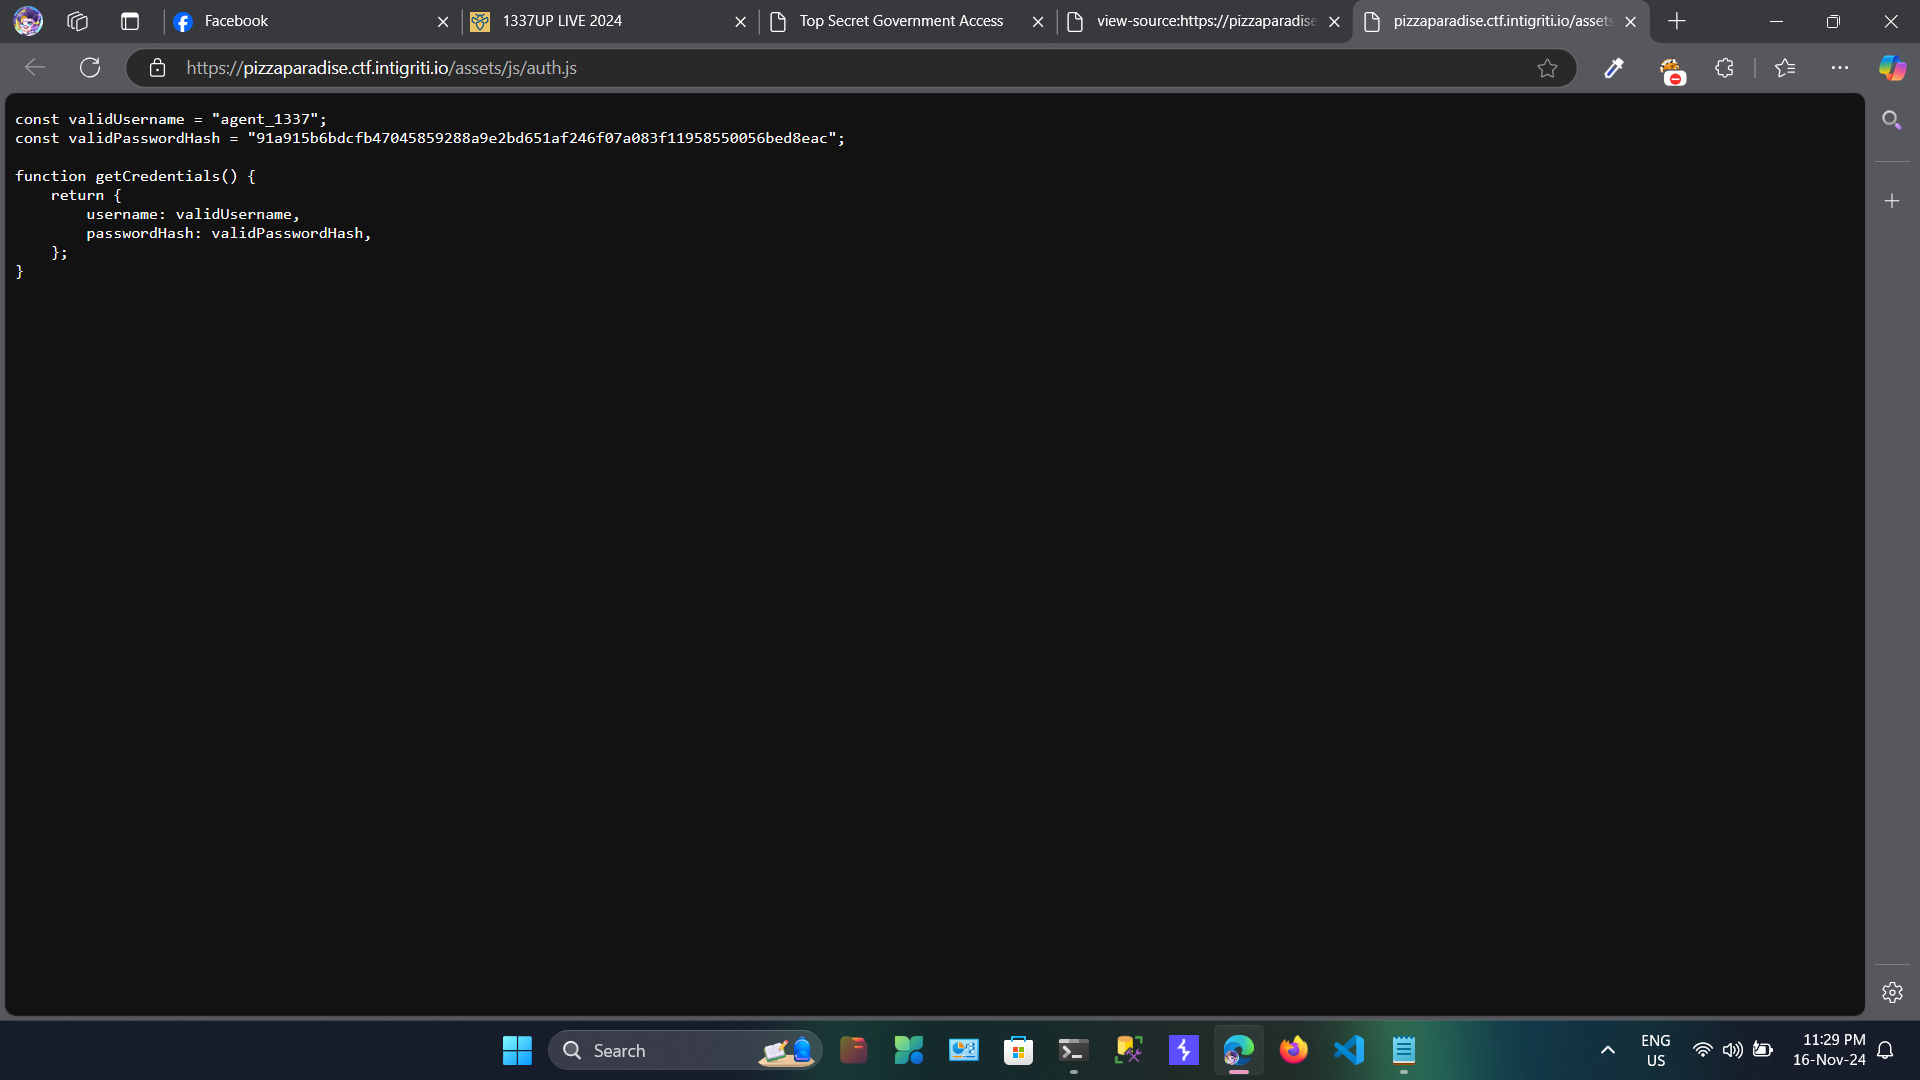 Facebook
1337UP LIVE 2024
Top Secret Government Access
view-source:https://pizzaparadise
pizzaparadise.ctf.intigriti.io/assets
https://pizzaparadise.ctf.intigriti.io/assets/js/auth.js
const validUsername = "agent_1337";
const validPasswordHash = "91a915b6bdcfb47045859288a9e2bd651af246f07a083f11958550056bed8eac";
function getCredentials() {
    return {
        username: validUsername,
        passwordHash: validPasswordHash,
    };
}
Search
ENG
US
11:29 PM
16-Nov-24